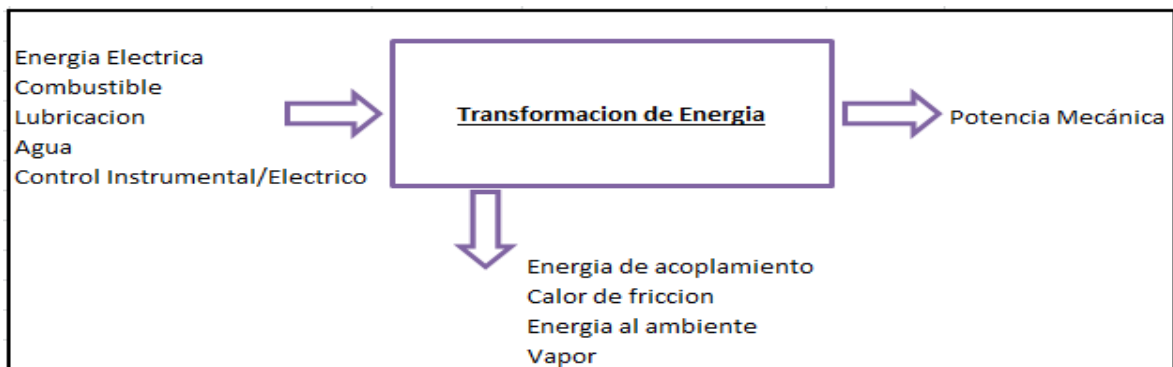 Energia Electrica
Combustible
Lubricacion
Agua
Control Instrumental/Electrico
Transformacion de Energia
Potencia Mecánica
Energia de acoplamiento
Calor de friccion
Energia al ambiente
Vapor